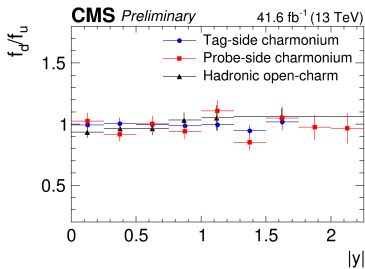 CMS Preliminary 41.6 fb⁻¹ (13 TeV)
f_d/f_u
Tag-side charmonium
Probe-side charmonium
Hadronic open-charm
1.5
1
0.5
0 0.5 1 1.5 2
|y|